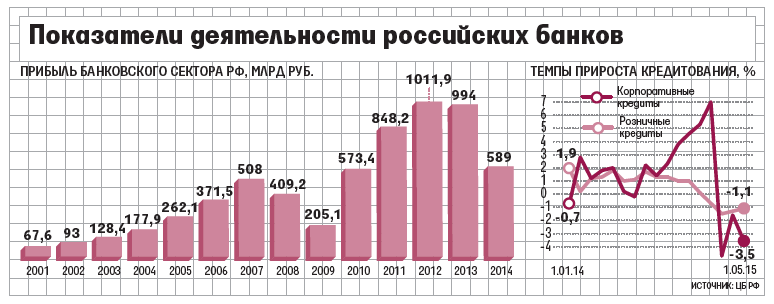 Показатели деятельности российских банков
ПРИБЫЛЬ БАНКОВСКОГО СЕКТОРА РФ, МЛРД РУБ.
67,6 93 128,4 177,9 262,1 371,5 508 409,2 205,1 573,4 848,2 1011,9 994 589
2001 2002 2003 2004 2005 2006 2007 2008 2009 2010 2011 2012 2013 2014
ТЕМПЫ ПРИРОСТА КРЕДИТОВАНИЯ, %
Корпоративные
кредиты
Розничные
кредиты
7
6
5
4
3
2
1
0
-1
-2
-3
-4
1,9
-0,7
-1,1
-3,5
1.01.14 1.05.15
ИСТОЧНИК: ЦБ РФ